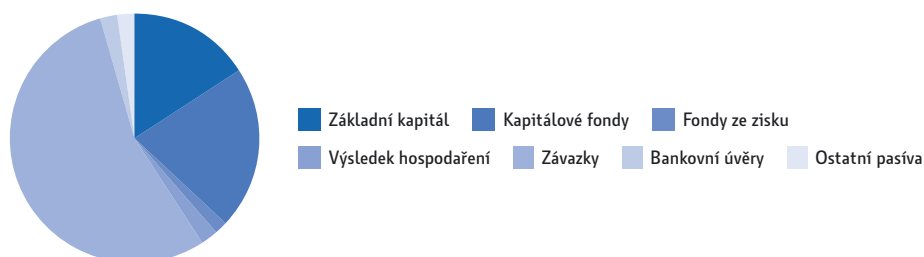 Základní kapitál Kapitálové fondy Fondy ze zisku
Výsledek hospodaření Závazky Bankovní úvěry Ostatní pasíva